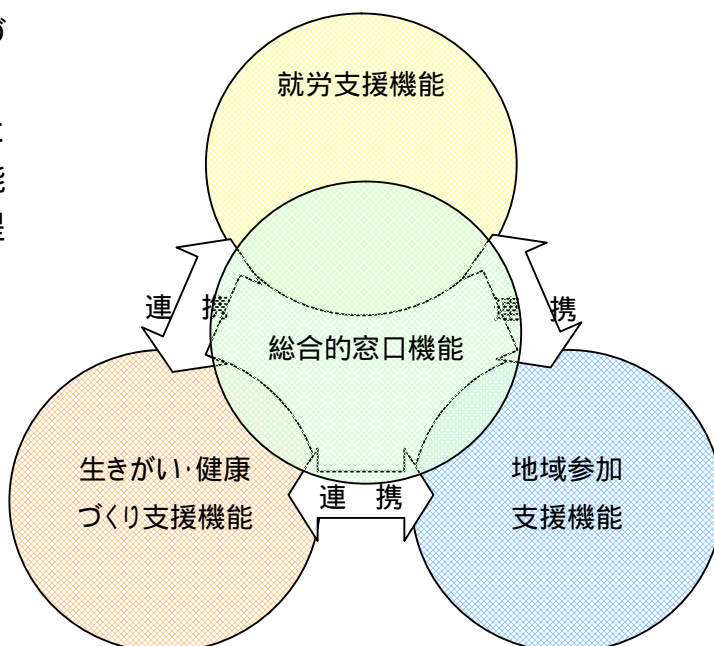 づ
就労支援機能
能
連 携
連 携
総合的窓口機能
生きがい・健康
づくり支援機能
地域参加
支援機能
連 携